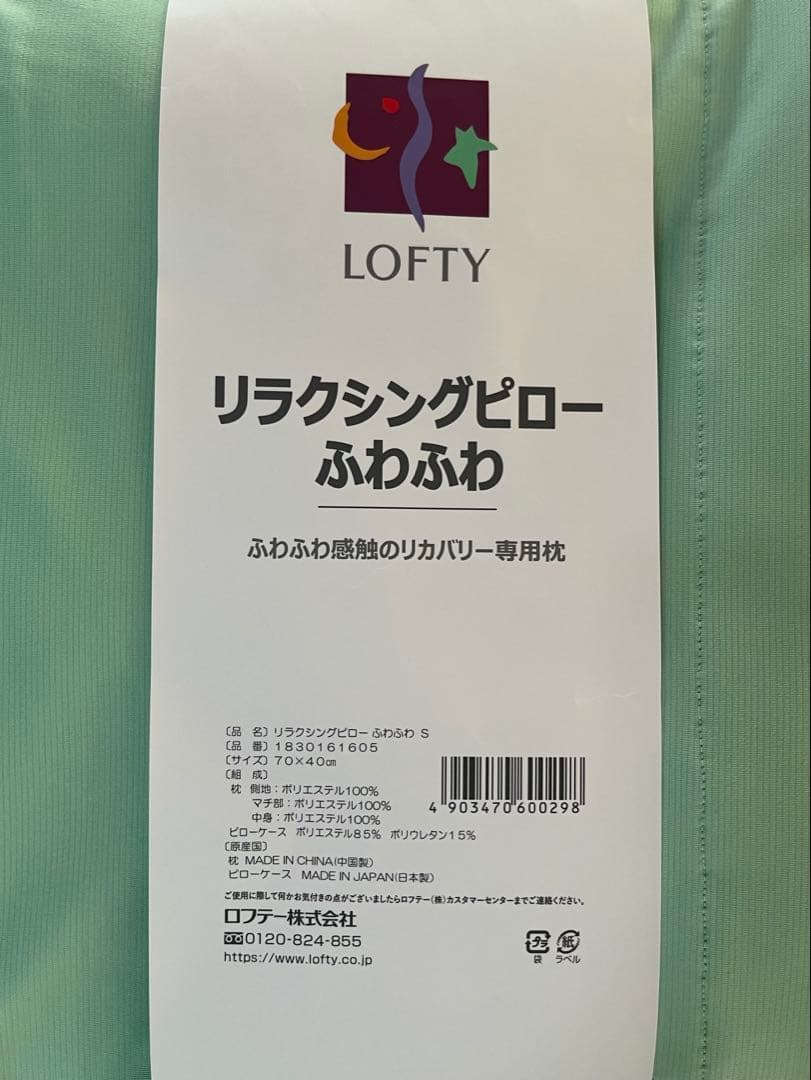 LOFTY
リラクシングピロー
ふわふわ
ふわふわ感触のリカバリー専用枕
〔品 名〕リラクシングピロー ふわふわ S
〔品 番〕1830161605
〔サイズ〕70×40㎝
〔組 成〕
枕 側地：ポリエステル100%
マチ部：ポリエステル100%
中身：ポリエステル100%
ピローケース ポリエステル85% ポリウレタン15%
〔原産国〕
枕 MADE IN CHINA(中国製)
ピローケース MADE IN JAPAN(日本製)
4 903470 600298
ご使用に際して何かお気付きの点がございましたらロフテー(株)カスタマーセンターまでご連絡ください。
ロフテー株式会社
0120-824-855
https://www.lofty.co.jp
プラ 紙
袋 ラベル